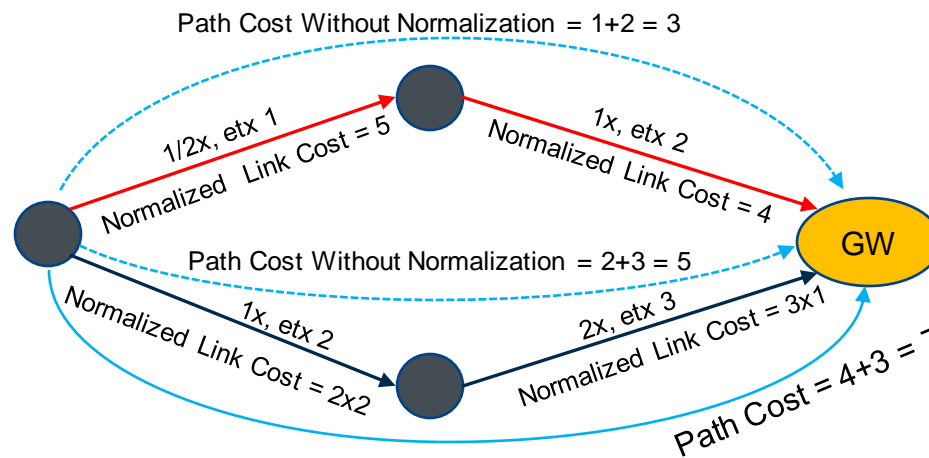 Path Cost Without Normalization = 1+2 = 3
1/2x, etx 1
Normalized Link Cost = 5
1x, etx 2
Normalized Link Cost = 4
GW
Path Cost Without Normalization = 2+3 = 5
1x, etx 2
Normalized Link Cost = 2x2
2x, etx 3
Normalized Link Cost = 3x1
Path Cost = 4+3 =